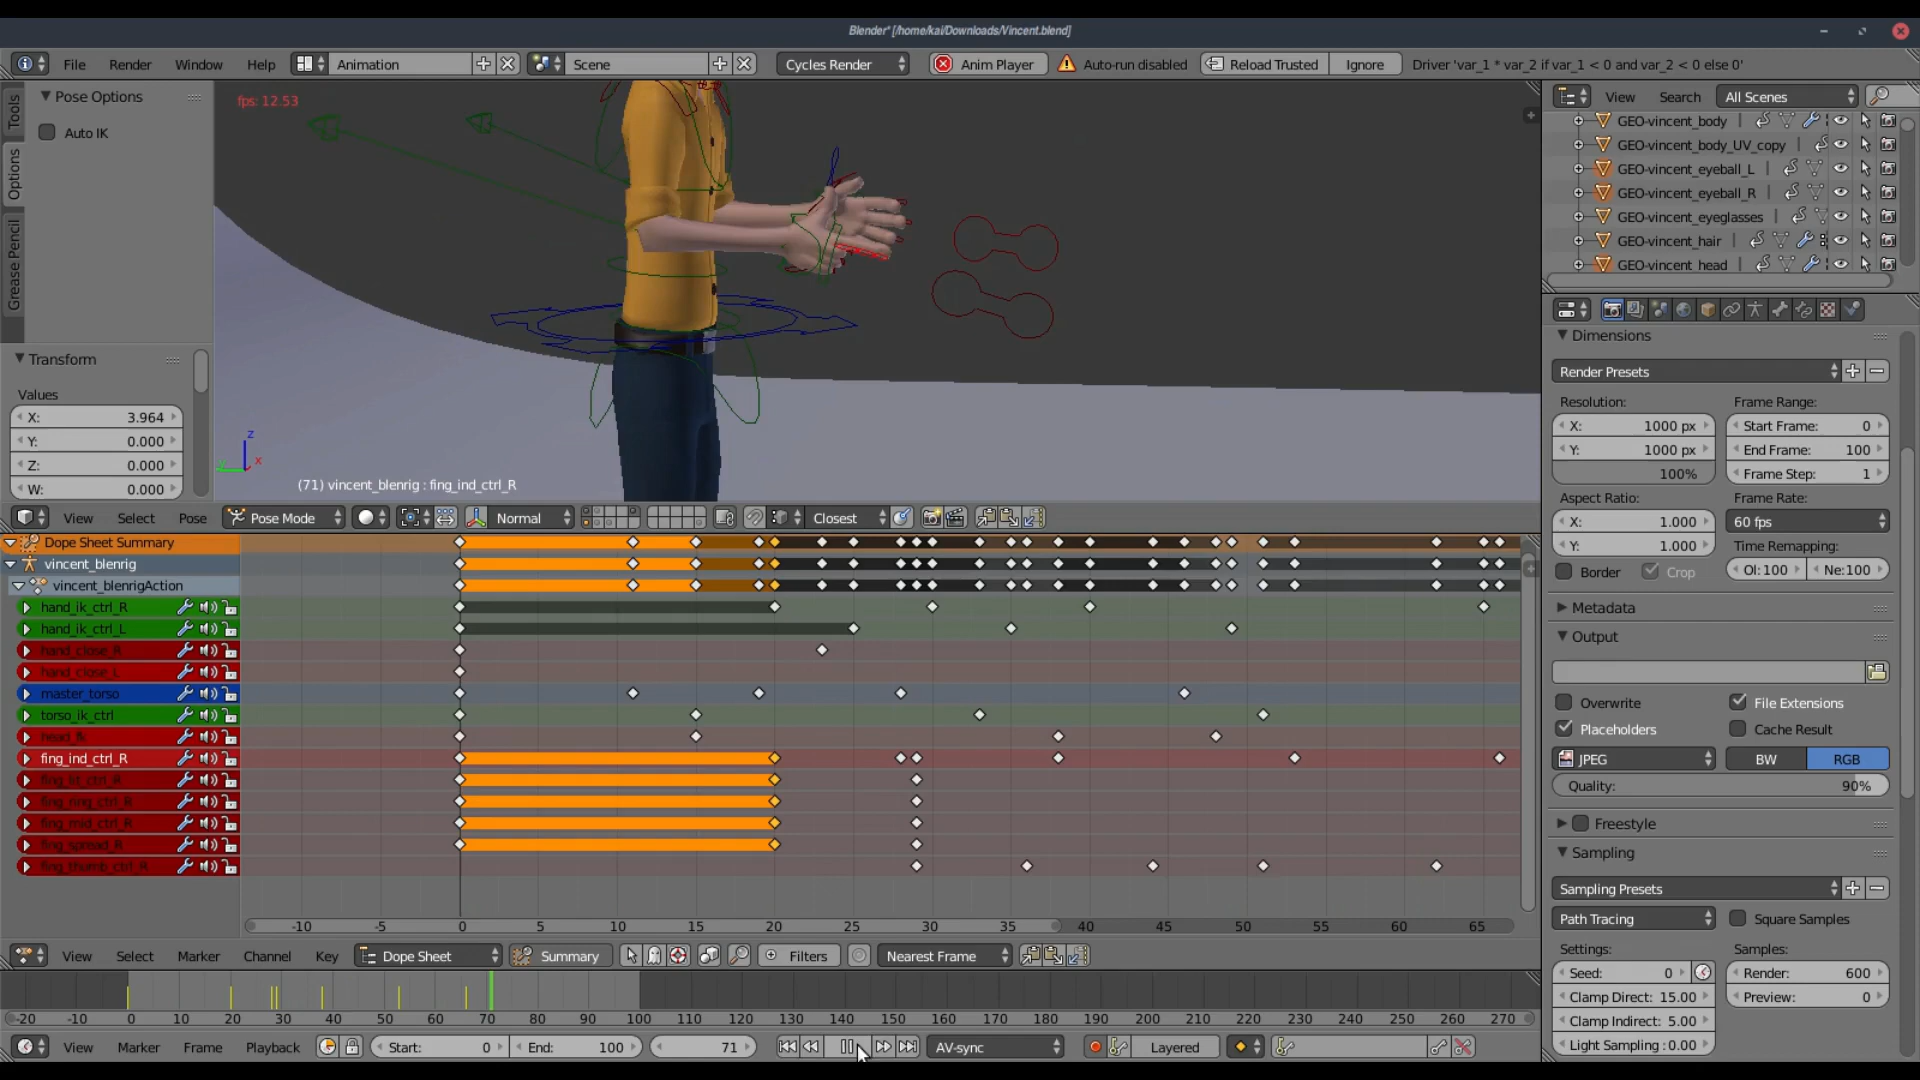 Blender* [/home/kai/Downloads/Vincent.blend]
File Render Window Help Animation Scene Cycles Render Anim Player Auto-run disabled Reload Trusted Ignore Driver 'var_1 * var_2 if var_1 < 0 and var_2 < 0 else 0'
Tools
Options
Grease Pencil
Pose Options
Auto IK
Transform
Values
X: 3.964
Y: 0.000
Z: 0.000
W: 0.000
fps: 12.53
z
x
(71) vincent_blenrig : fing_ind_ctrl_R
View Select Pose Pose Mode Normal Closest
Dope Sheet Summary
vincent_blenrig
vincent_blenrigAction
hand_ik_ctrl_R
hand_ik_ctrl_L
hand_close_R
hand_close_L
master_torso
torso_ik_ctrl
head_fk
fing_ind_ctrl_R
fing_lit_ctrl_R
fing_ring_ctrl_R
fing_mid_ctrl_R
fing_spread_R
fing_thumb_ctrl_R
-10 -5 0 5 10 15 20 25 30 35 40 45 50 55 60 65
View Select Marker Channel Key Dope Sheet Summary Filters Nearest Frame
-20 -10 0 10 20 30 40 50 60 70 80 90 100 110 120 130 140 150 160 170 180 190 200 210 220 230 240 250 260 270
View Marker Frame Playback Start: 0 End: 100 71 AV-sync Layered
View Search All Scenes
GEO-vincent_body
GEO-vincent_body_UV_copy
GEO-vincent_eyeball_L
GEO-vincent_eyeball_R
GEO-vincent_eyeglasses
GEO-vincent_hair
GEO-vincent_head
Dimensions
Render Presets
Resolution: Frame Range:
X: 1000 px Start Frame: 0
Y: 1000 px End Frame: 100
100% Frame Step: 1
Aspect Ratio: Frame Rate:
X: 1.000 60 fps
Y: 1.000 Time Remapping:
Border Crop Ol: 100 Ne: 100
Metadata
Output
Overwrite File Extensions
Placeholders Cache Result
JPEG BW RGB
Quality: 90%
Freestyle
Sampling
Sampling Presets
Path Tracing Square Samples
Settings: Samples:
Seed: 0 Render: 600
Clamp Direct: 15.00 Preview: 0
Clamp Indirect: 5.00
Light Sampling: 0.00